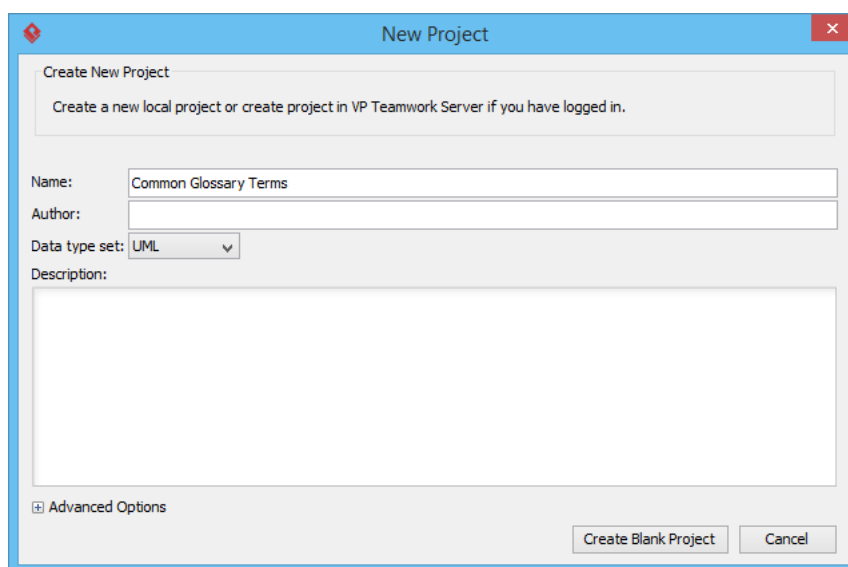 New Project
Create New Project
Create a new local project or create project in VP Teamwork Server if you have logged in.
Name: Common Glossary Terms
Author:
Data type set: UML
Description:
Advanced Options
Create Blank Project Cancel